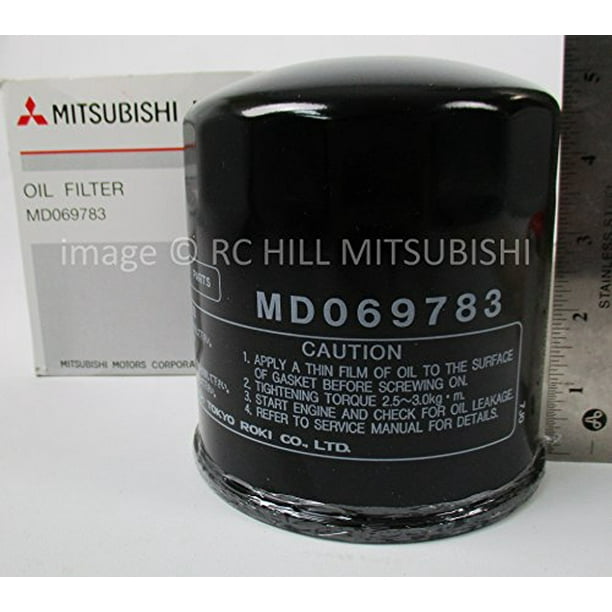 MITSUBISHI
OIL FILTER
MD069783
image © RC HILL MITSUBISHI
PARTS
MD069783
CAUTION
1. APPLY A THIN FILM OF OIL TO THE SURFACE
OF GASKET BEFORE SCREWING ON.
2. TIGHTENING TORQUE 2.5~3.0kg・m.
3. START ENGINE AND CHECK FOR OIL LEAKAGE.
4. REFER TO SERVICE MANUAL FOR DETAILS.
TOKYO ROKI CO., LTD.
MITSUBISHI MOTORS CORPORA
5
4
3
2
1
STAINLESS